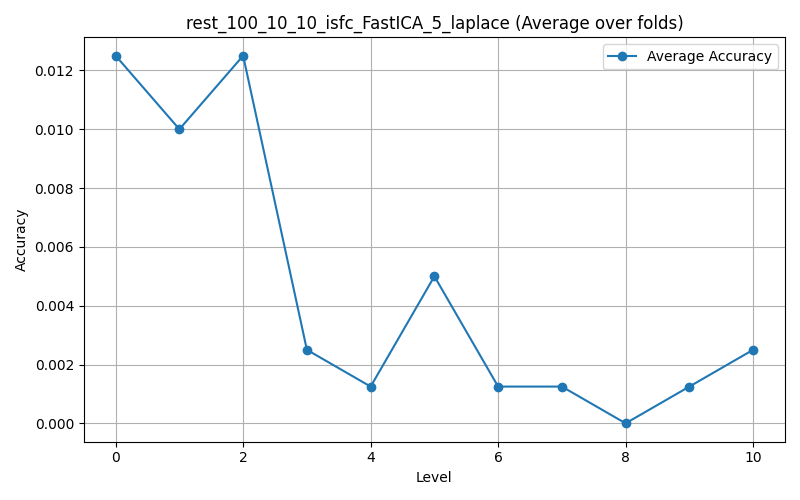 rest_100_10_10_isfc_FastICA_5_laplace (Average over folds)
Average Accuracy
0.012
0.010
0.008
0.006
0.004
0.002
0.000
Accuracy
0 2 4 6 8 10
Level